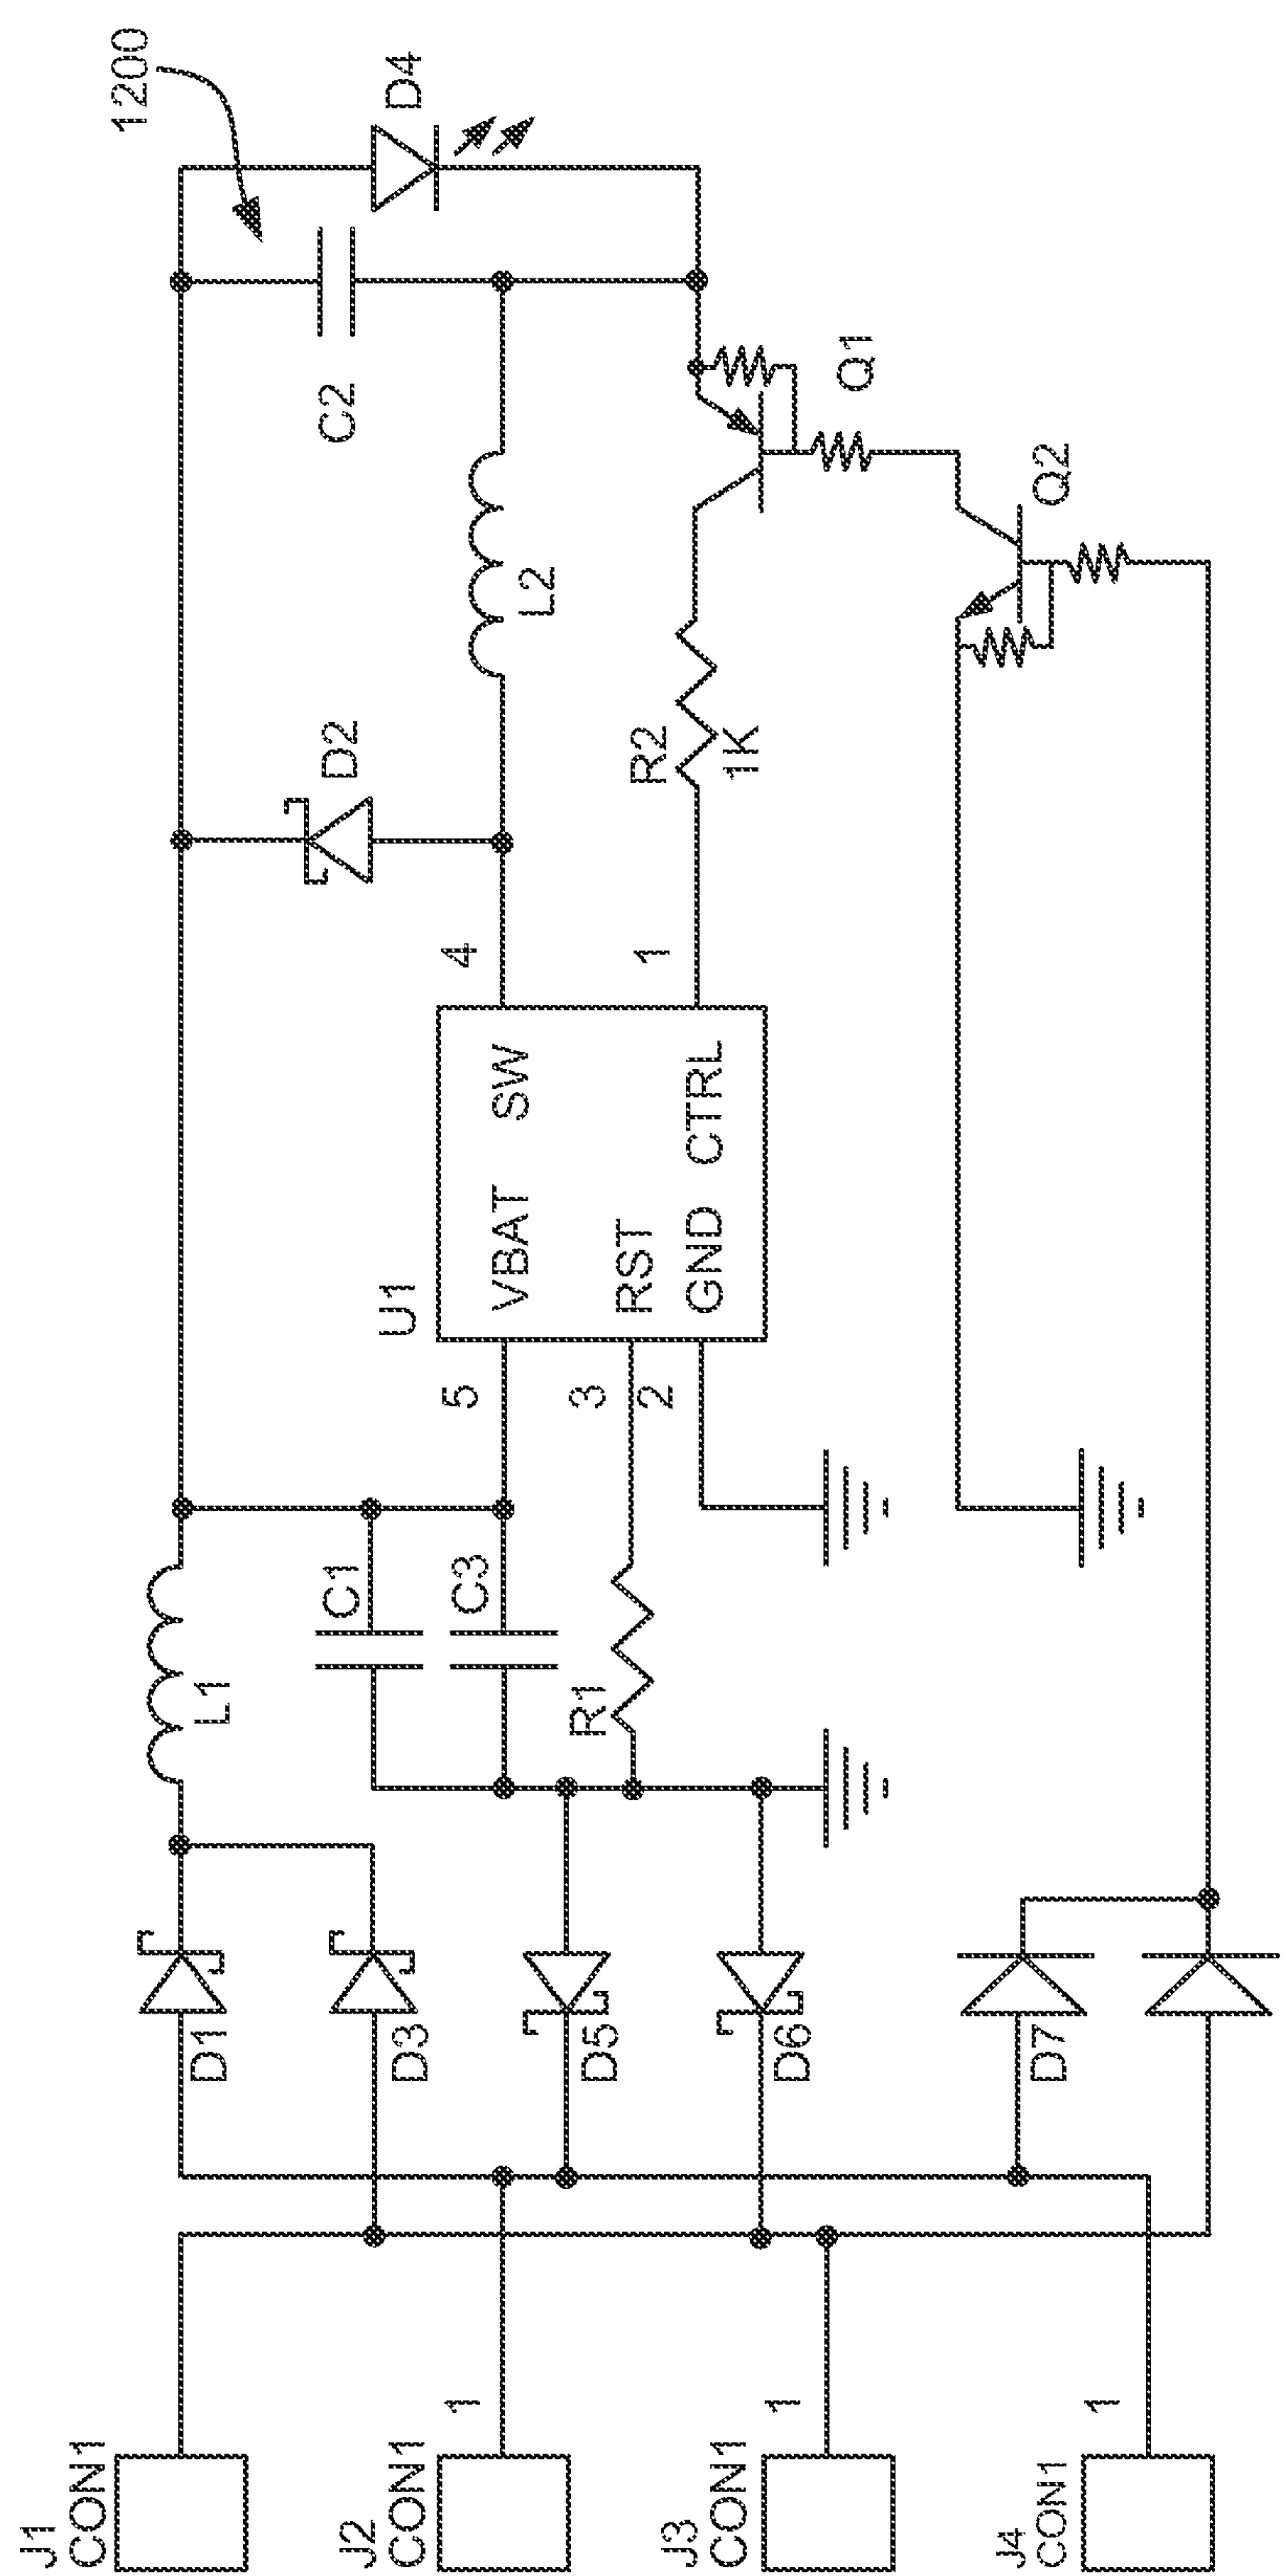 1200
J1
CON1
J2
CON1
1
J3
CON1
1
J4
CON1
1
D1
D3
D5
D6
D7
L1
C1
C3
R1
5
3
2
U1
VBAT SW
RST
GND CTRL
4
1
D2
L2
R2
1K
C2
D4
Q1
Q2